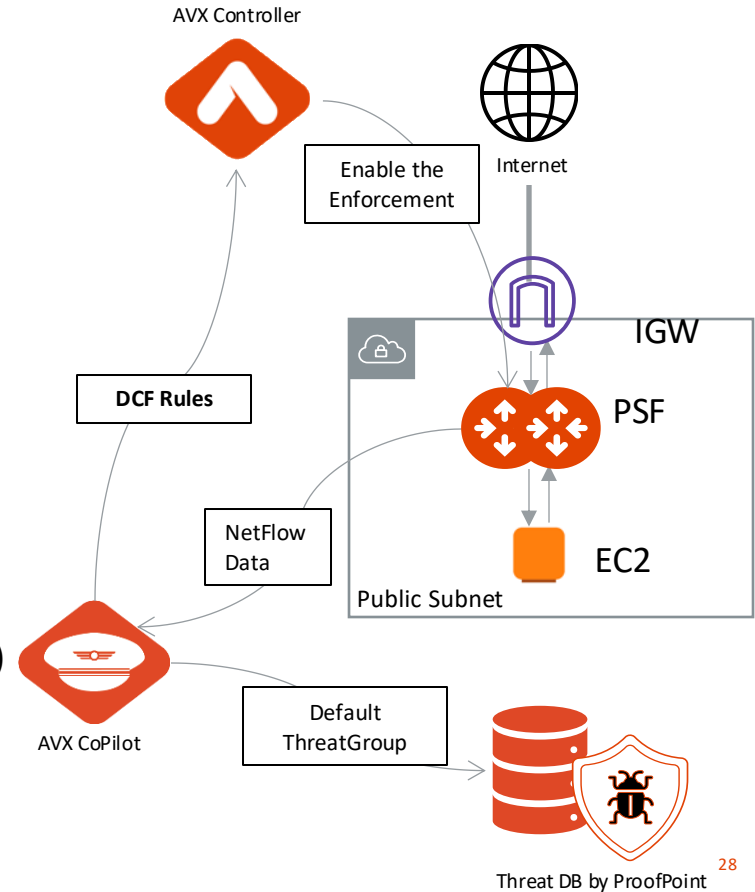 AVX Controller
Internet
Enable the
Enforcement
IGW
DCF Rules
PSF
NetFlow
Data
EC2
Public Subnet
AVX CoPilot
Default
ThreatGroup
Threat DB by ProofPoint
28